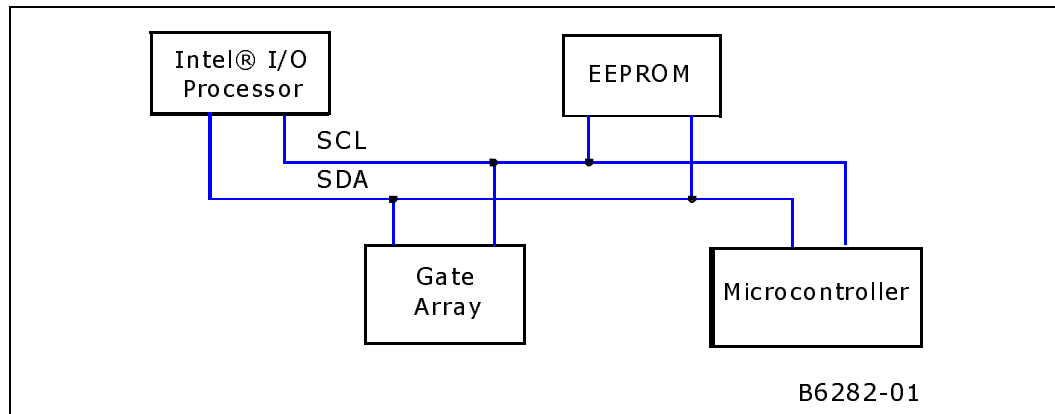 Intel® I/O
Processor
EEPROM
SCL
SDA
Gate
Array
Microcontroller
B6282-01